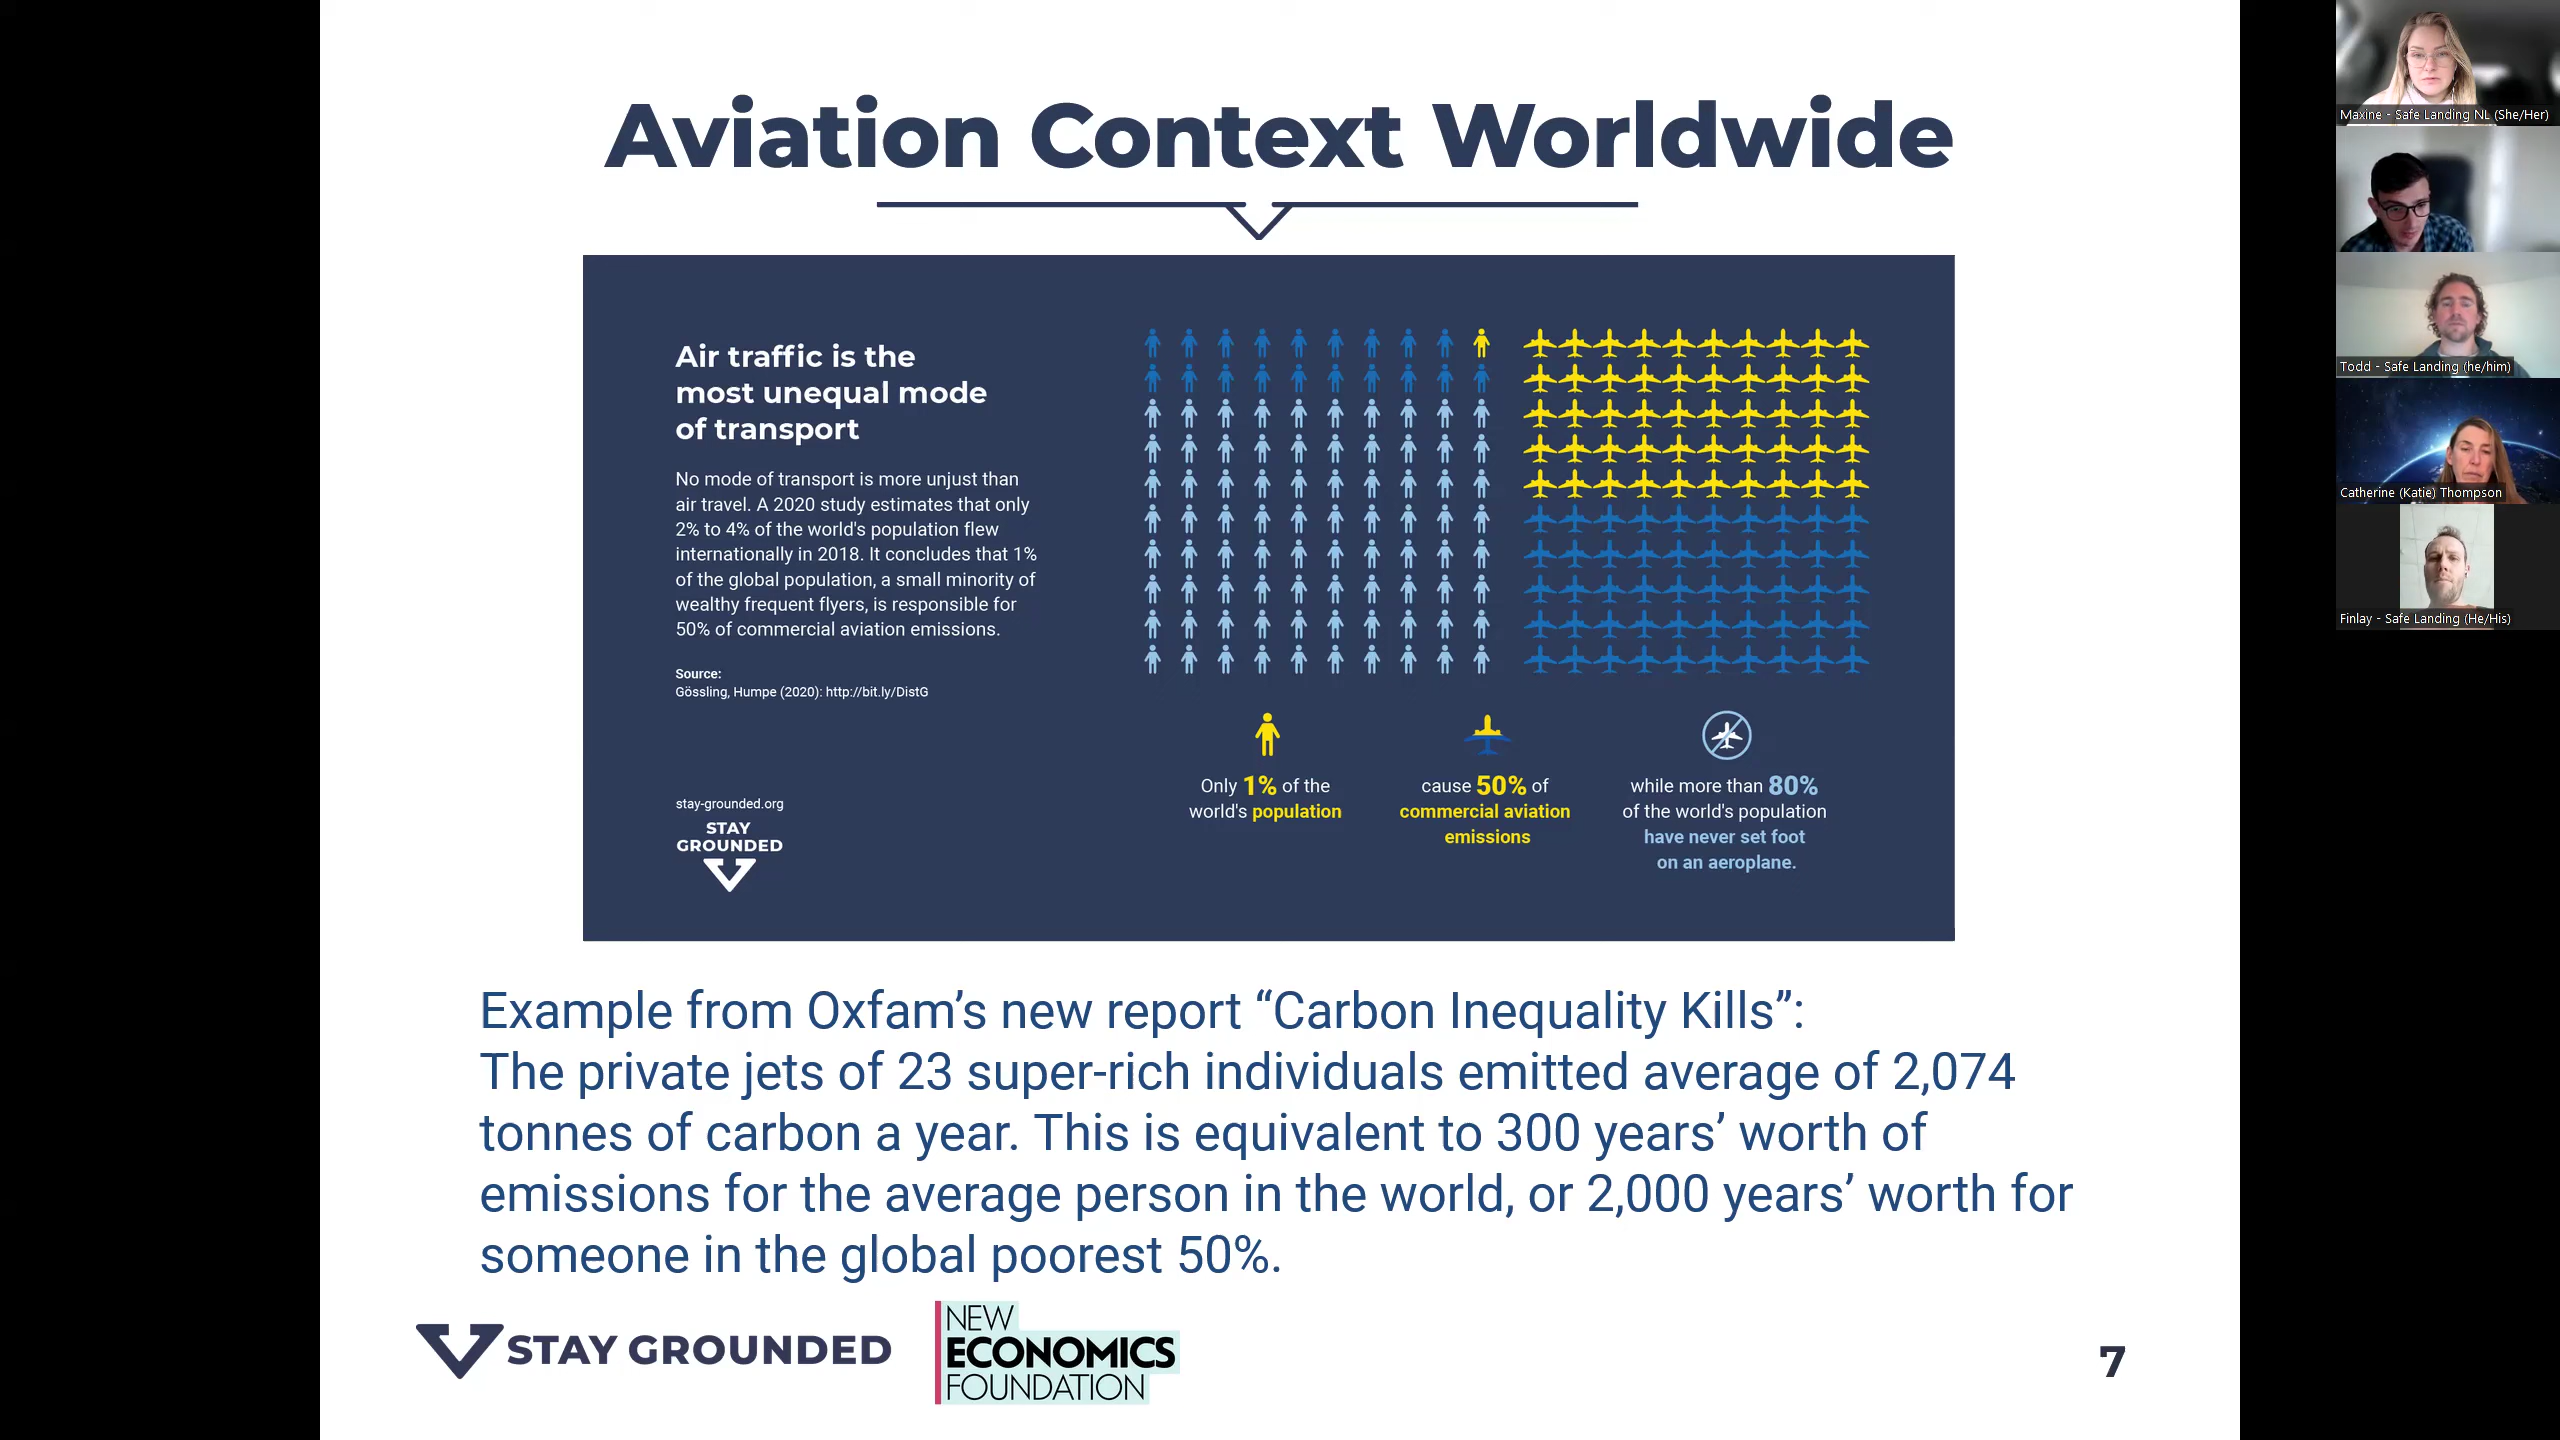 Aviation Context Worldwide
Air traffic is the
most unequal mode
of transport
No mode of transport is more unjust than
air travel. A 2020 study estimates that only
2% to 4% of the world's population flew
internationally in 2018. It concludes that 1%
of the global population, a small minority of
wealthy frequent flyers, is responsible for
50% of commercial aviation emissions.
Source:
Gössling, Humpe (2020): http://bit.ly/DistG
stay-grounded.org
STAY
GROUNDED
Only 1% of the
world's population
cause 50% of
commercial aviation
emissions
while more than 80%
of the world's population
have never set foot
on an aeroplane.
Example from Oxfam’s new report “Carbon Inequality Kills”:
The private jets of 23 super-rich individuals emitted average of 2,074
tonnes of carbon a year. This is equivalent to 300 years’ worth of
emissions for the average person in the world, or 2,000 years’ worth for
someone in the global poorest 50%.
STAY GROUNDED
NEW
ECONOMICS
FOUNDATION
7
Maxine - Safe Landing NL (She/Her)
Todd - Safe Landing (he/him)
Catherine (Katie) Thompson
Finlay - Safe Landing (He/His)